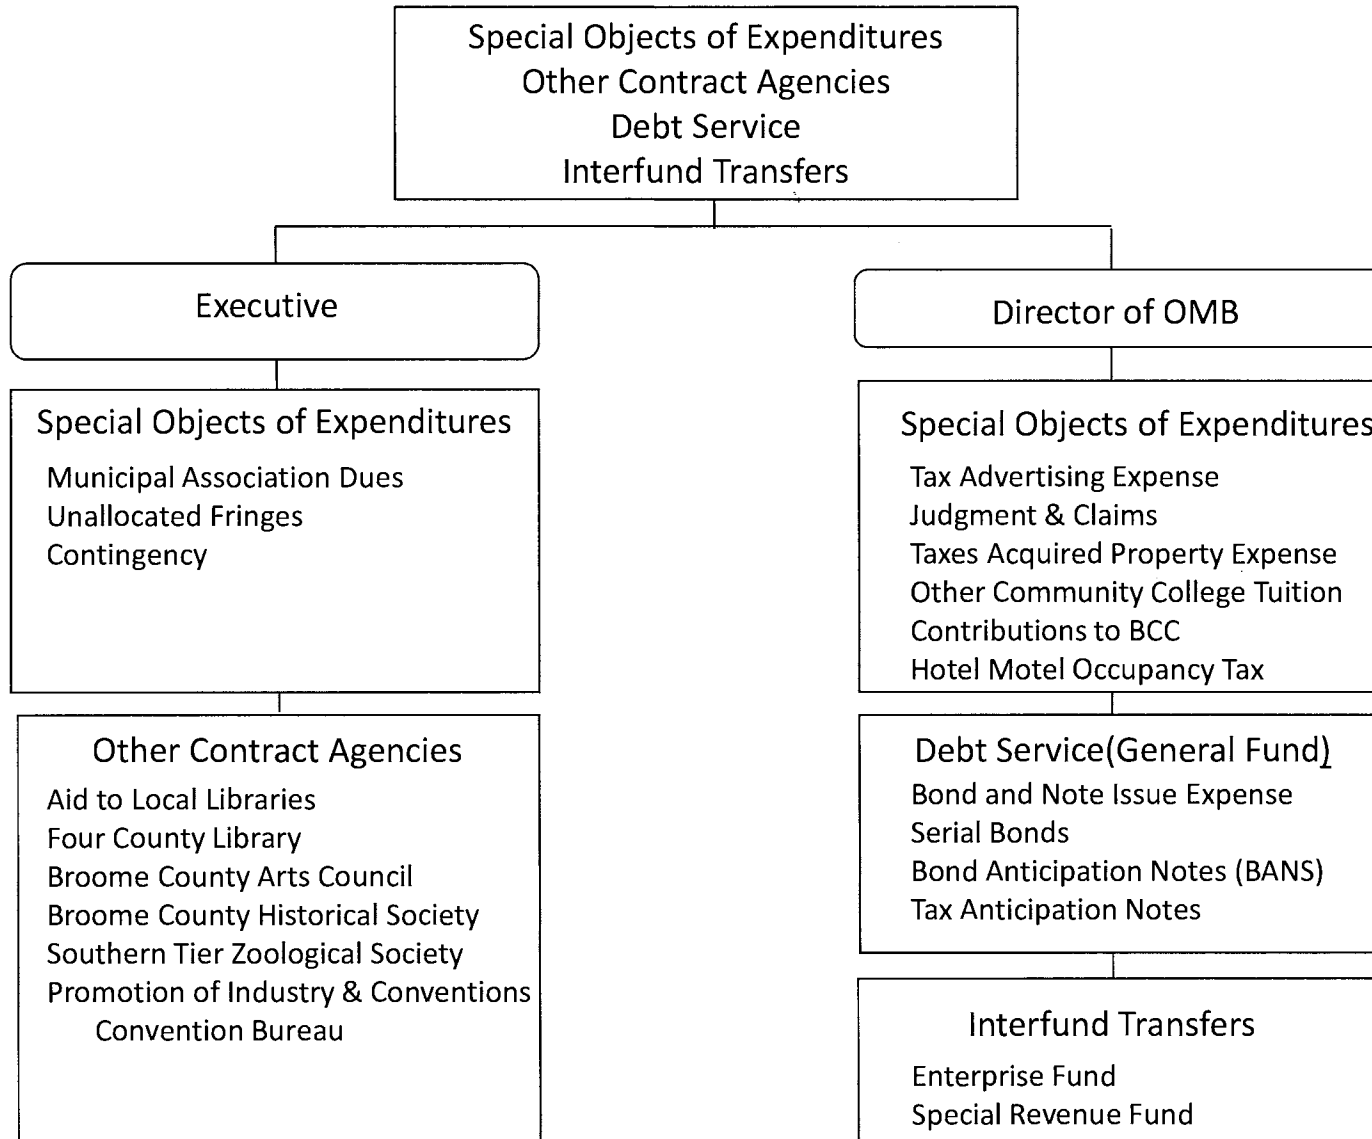 Special Objects of Expenditures
Other Contract Agencies
Debt Service
Interfund Transfers
Executive
Special Objects of Expenditures
Municipal Association Dues
Unallocated Fringes
Contingency
Other Contract Agencies
Aid to Local Libraries
Four County Library
Broome County Arts Council
Broome County Historical Society
Southern Tier Zoological Society
Promotion of Industry & Conventions
Convention Bureau
Director of OMB
Special Objects of Expenditures
Tax Advertising Expense
Judgment & Claims
Taxes Acquired Property Expense
Other Community College Tuition
Contributions to BCC
Hotel Motel Occupancy Tax
Debt Service(General Fund)
Bond and Note Issue Expense
Serial Bonds
Bond Anticipation Notes (BANS)
Tax Anticipation Notes
Interfund Transfers
Enterprise Fund
Special Revenue Fund